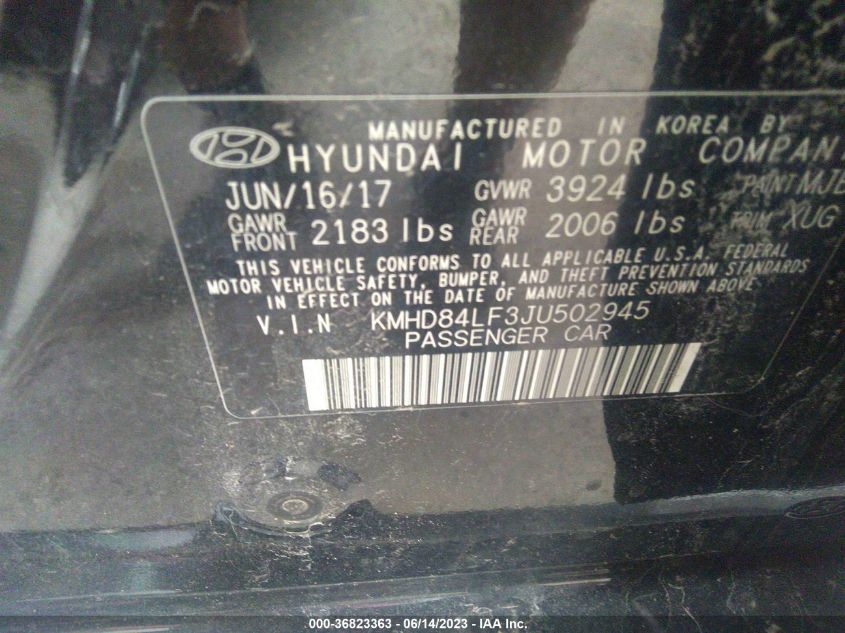 MANUFACTURED IN KOREA BY
HYUNDAI MOTOR COMPANY
JUN/16/17 GVWR 3924 lbs PAINT MJB
GAWR FRONT 2183 lbs GAWR REAR 2006 lbs TRIM XUG
THIS VEHICLE CONFORMS TO ALL APPLICABLE U.S.A. FEDERAL
MOTOR VEHICLE SAFETY, BUMPER, AND THEFT PREVENTION STANDARDS
IN EFFECT ON THE DATE OF MANUFACTURE SHOWN ABOVE
V.I.N KMHD84LF3JU502945
PASSENGER CAR
000-36823363 - 06/14/2023 - IAA Inc.